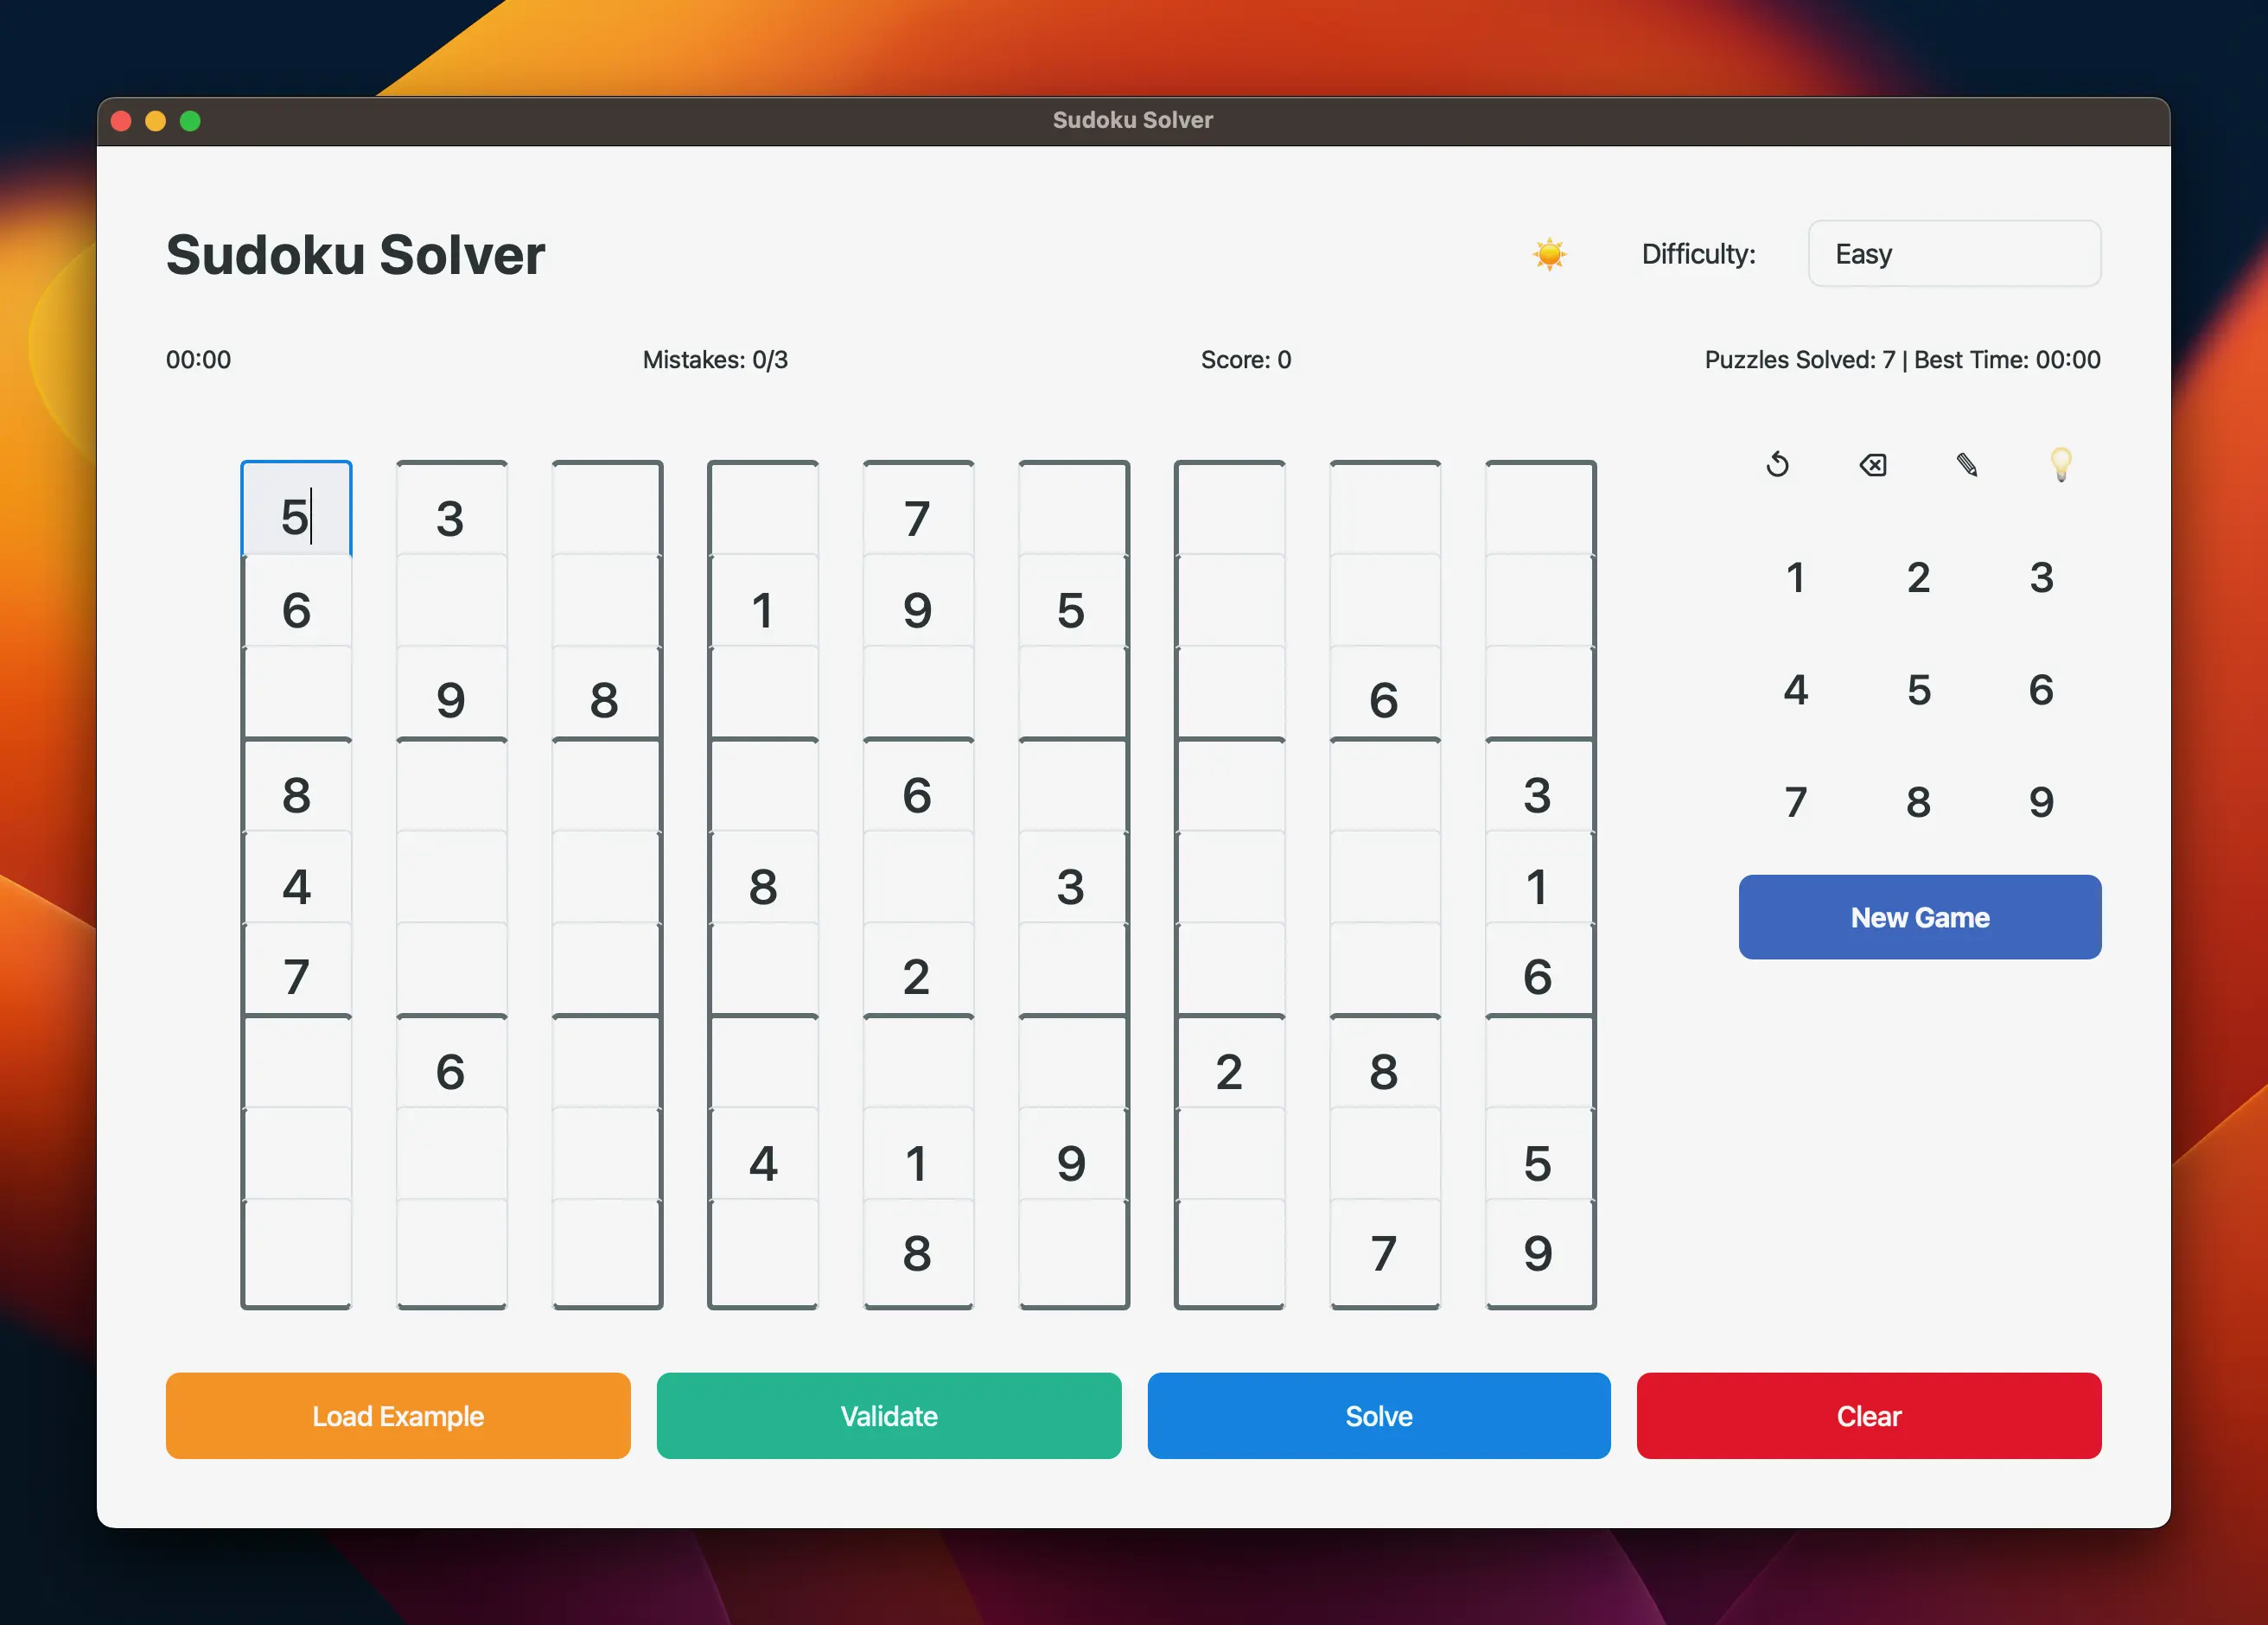 Sudoku Solver
Sudoku Solver
Difficulty: Easy
00:00 Mistakes: 0/3 Score: 0 Puzzles Solved: 7 | Best Time: 00:00
5 3 7
6 1 9 5
9 8 6
8 6 3
4 8 3 1
7 2 6
6 2 8
4 1 9 5
8 7 9
1 2 3
4 5 6
7 8 9
New Game
Load Example Validate Solve Clear